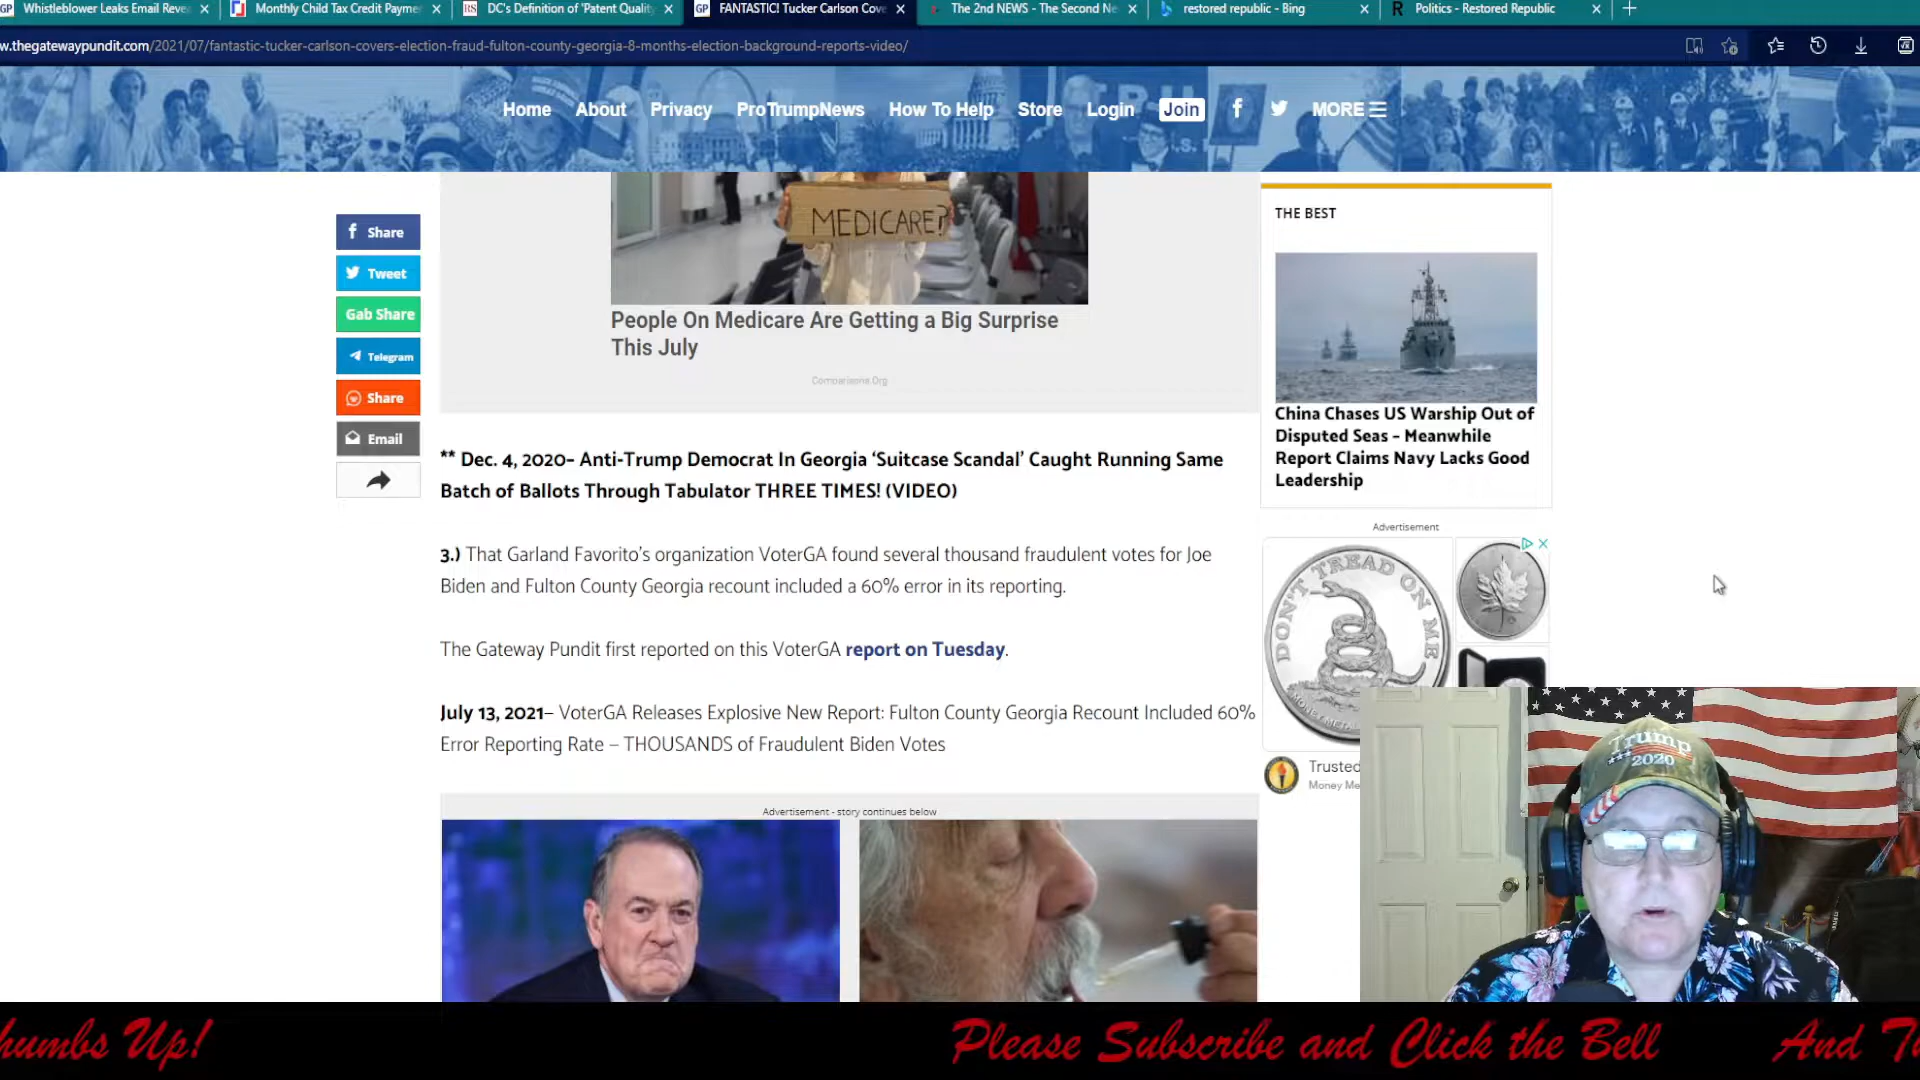 GP Whistleblower Leaks Email Revea
Monthly Child Tax Credit Payme
RS DC's Definition of 'Patent Quality
GP FANTASTIC! Tucker Carlson Cove
The 2nd NEWS - The Second Ne
restored republic - Bing
R Politics - Restored Republic
w.thegatewaypundit.com/2021/07/fantastic-tucker-carlson-covers-election-fraud-fulton-county-georgia-8-months-election-background-reports-video/
Home About Privacy ProTrumpNews How To Help Store Login Join MORE
Share
Tweet
Gab Share
Telegram
Share
Email
MEDICARE?
People On Medicare Are Getting a Big Surprise
This July
Comparisons.Org
** Dec. 4, 2020– Anti-Trump Democrat In Georgia ‘Suitcase Scandal’ Caught Running Same
Batch of Ballots Through Tabulator THREE TIMES! (VIDEO)
3.) That Garland Favorito’s organization VoterGA found several thousand fraudulent votes for Joe
Biden and Fulton County Georgia recount included a 60% error in its reporting.
The Gateway Pundit first reported on this VoterGA report on Tuesday.
July 13, 2021– VoterGA Releases Explosive New Report: Fulton County Georgia Recount Included 60%
Error Reporting Rate – THOUSANDS of Fraudulent Biden Votes
Advertisement - story continues below
THE BEST
China Chases US Warship Out of
Disputed Seas – Meanwhile
Report Claims Navy Lacks Good
Leadership
Advertisement
DON'T TREAD ON ME
Trusted
Money Me
Trump
2020
humbs Up!
Please Subscribe and Click the Bell
And Tu